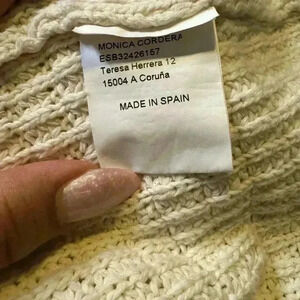 MONICA CORDERA
ESB32426157
Teresa Herrera 12
15004 A Coruña
MADE IN SPAIN